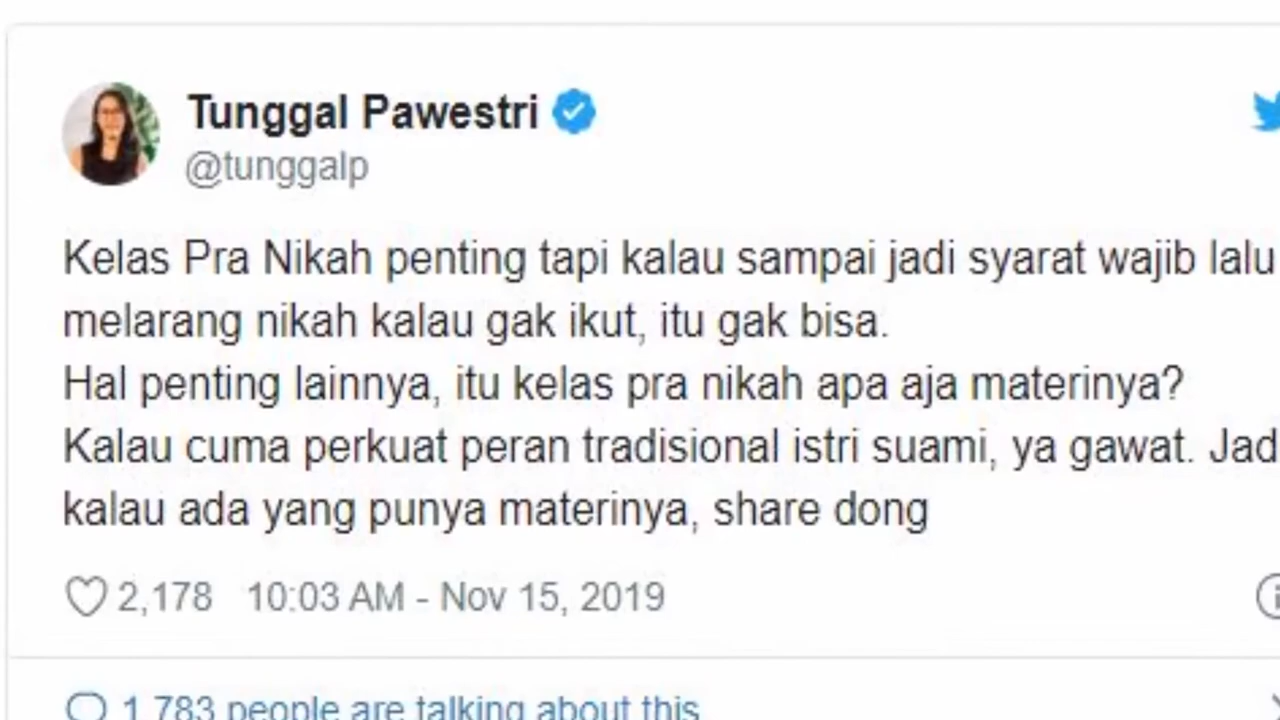 Tunggal Pawestri
@tunggalp
Kelas Pra Nikah penting tapi kalau sampai jadi syarat wajib lalu
melarang nikah kalau gak ikut, itu gak bisa.
Hal penting lainnya, itu kelas pra nikah apa aja materinya?
Kalau cuma perkuat peran tradisional istri suami, ya gawat. Jad
kalau ada yang punya materinya, share dong
2,178 10:03 AM - Nov 15, 2019
1,783 people are talking about this